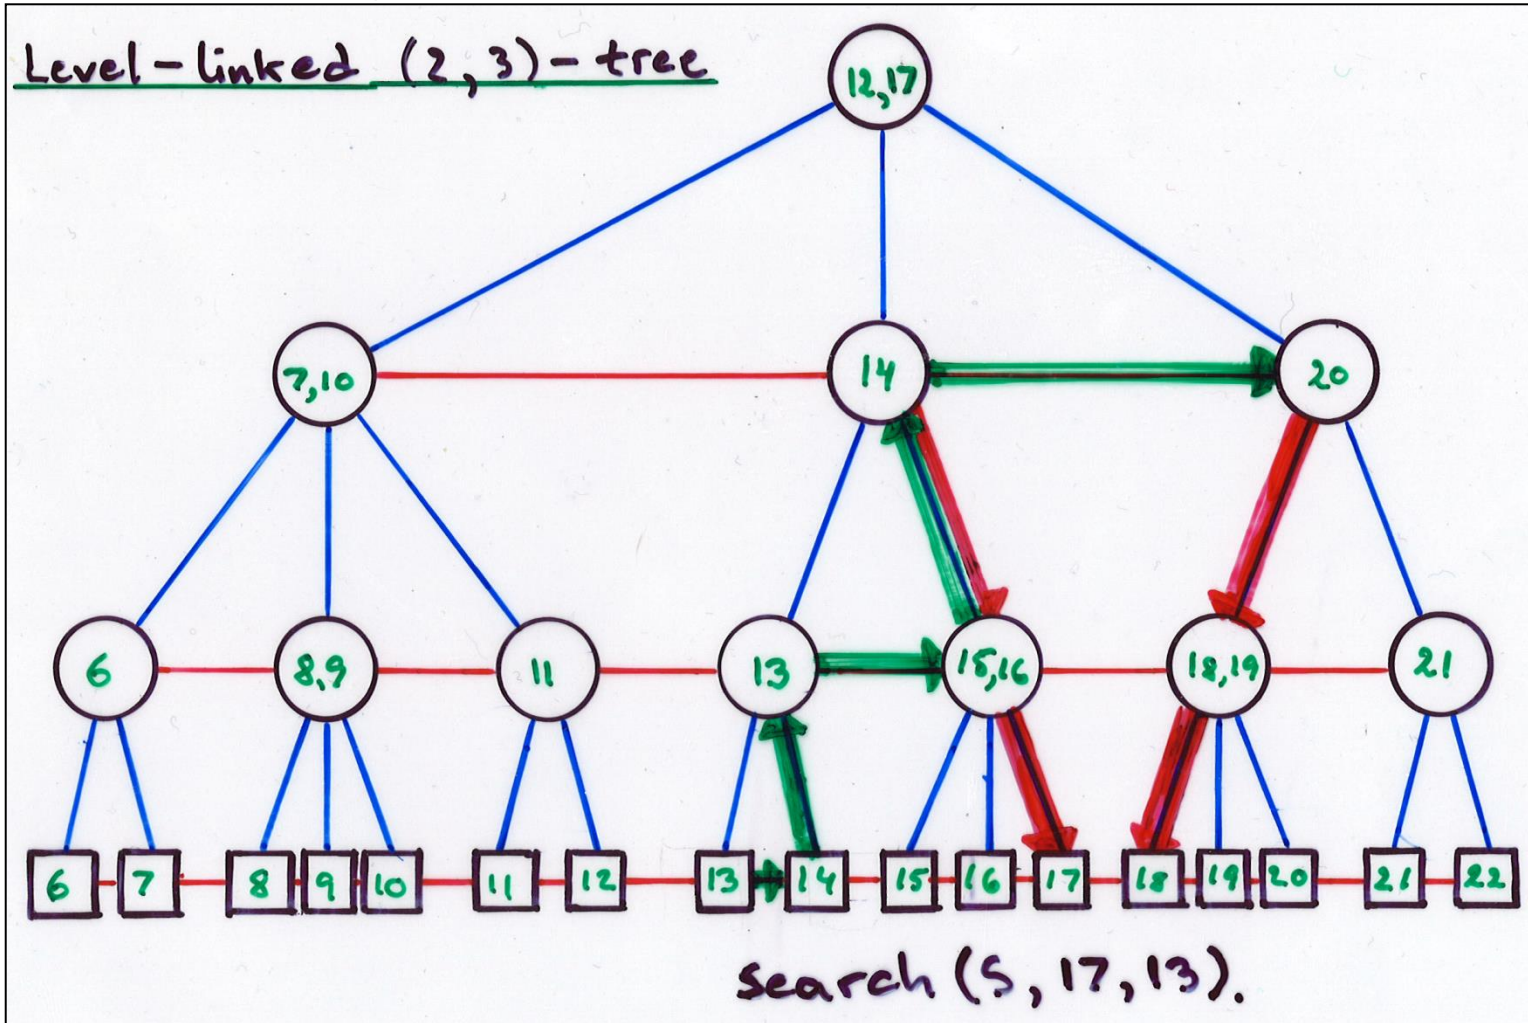 Level-linked (2,3)-tree
12,17
7,10 14 20
6 8,9 11 13 15,16 18,19 21
6 7 8 9 10 11 12 13 14 15 16 17 18 19 20 21 22
search (S, 17, 13).